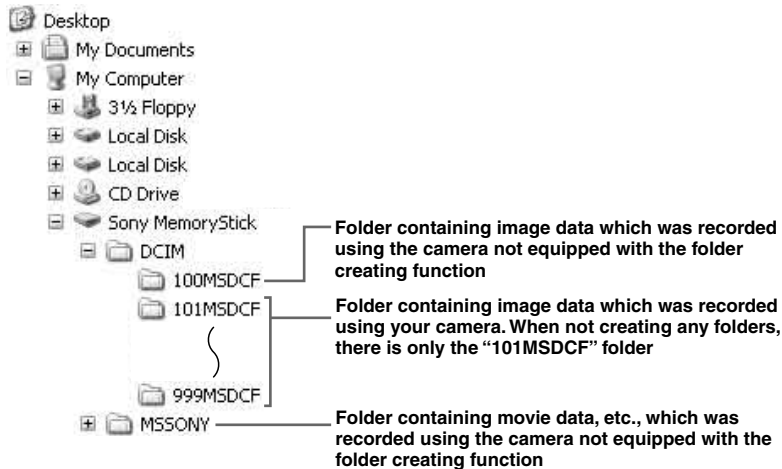 Desktop
My Documents
My Computer
3½ Floppy
Local Disk
Local Disk
CD Drive
Sony MemoryStick
DCIM
100MSDCF
101MSDCF
999MSDCF
MSSONY
Folder containing image data which was recorded
using the camera not equipped with the folder
creating function
Folder containing image data which was recorded
using your camera. When not creating any folders,
there is only the “101MSDCF” folder
Folder containing movie data, etc., which was
recorded using the camera not equipped with the
folder creating function